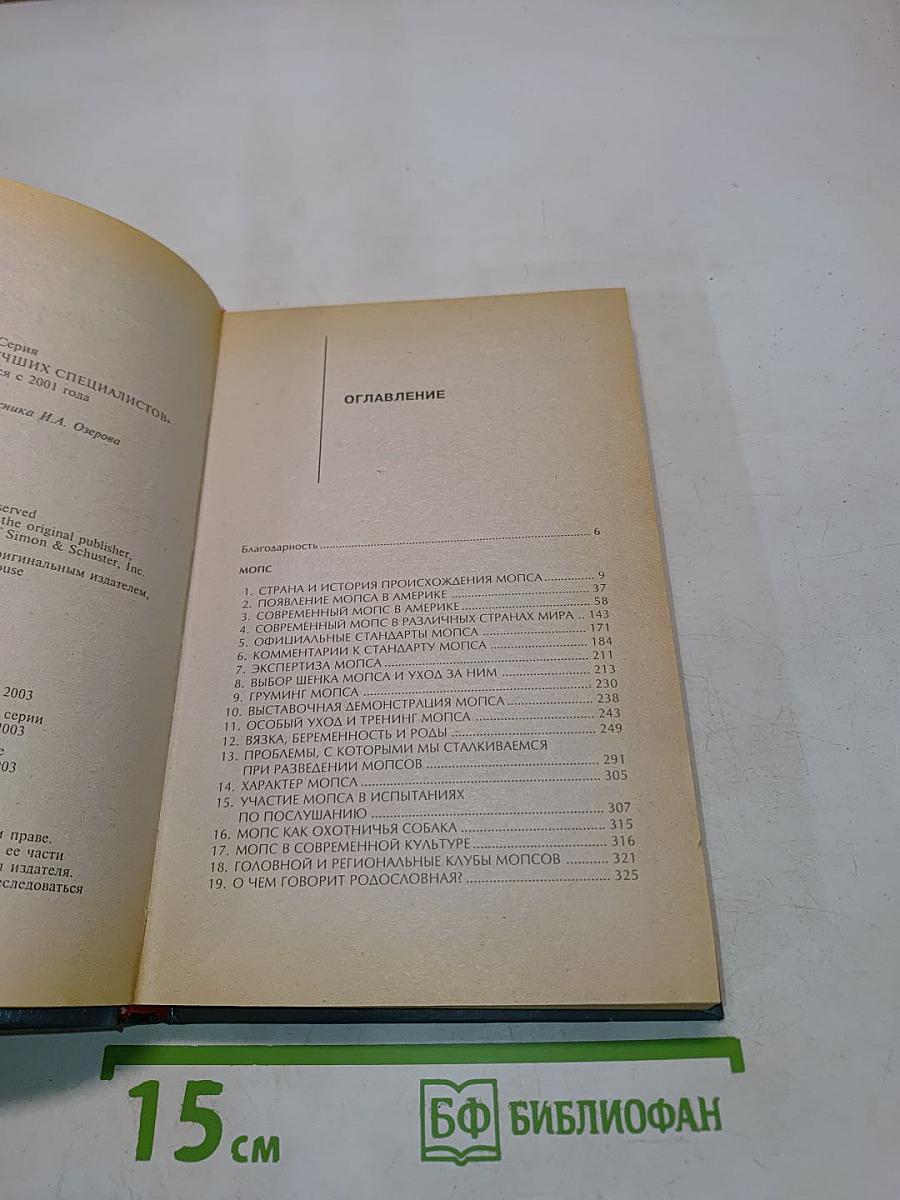 Серия
ЧШИХ СПЕЦИАЛИСТОВ»
ся с 2001 года
ника И.А. Озерова
served
the original publisher,
f Simon & Schuster, Inc.
ригинальным издателем,
ouse
2003
серии
2003
е
03
и праве.
ее части
и издателя.
еследоваться
ОГЛАВЛЕНИЕ
Благодарность ..... 6
МОПС
1. СТРАНА И ИСТОРИЯ ПРОИСХОЖДЕНИЯ МОПСА ..... 9
2. ПОЯВЛЕНИЕ МОПСА В АМЕРИКЕ ..... 37
3. СОВРЕМЕННЫЙ МОПС В АМЕРИКЕ ..... 58
4. СОВРЕМЕННЫЙ МОПС В РАЗЛИЧНЫХ СТРАНАХ МИРА .. 143
5. ОФИЦИАЛЬНЫЕ СТАНДАРТЫ МОПСА ..... 171
6. КОММЕНТАРИИ К СТАНДАРТУ МОПСА ..... 184
7. ЭКСПЕРТИЗА МОПСА ..... 211
8. ВЫБОР ЩЕНКА МОПСА И УХОД ЗА НИМ ..... 213
9. ГРУМИНГ МОПСА ..... 230
10. ВЫСТАВОЧНАЯ ДЕМОНСТРАЦИЯ МОПСА ..... 238
11. ОСОБЫЙ УХОД И ТРЕНИНГ МОПСА ..... 243
12. ВЯЗКА, БЕРЕМЕННОСТЬ И РОДЫ ..... 249
13. ПРОБЛЕМЫ, С КОТОРЫМИ МЫ СТАЛКИВАЕМСЯ
ПРИ РАЗВЕДЕНИИ МОПСОВ ..... 291
14. ХАРАКТЕР МОПСА ..... 305
15. УЧАСТИЕ МОПСА В ИСПЫТАНИЯХ
ПО ПОСЛУШАНИЮ ..... 307
16. МОПС КАК ОХОТНИЧЬЯ СОБАКА ..... 315
17. МОПС В СОВРЕМЕННОЙ КУЛЬТУРЕ ..... 316
18. ГОЛОВНОЙ И РЕГИОНАЛЬНЫЕ КЛУБЫ МОПСОВ ..... 321
19. О ЧЕМ ГОВОРИТ РОДОСЛОВНАЯ? ..... 325
15 см
БФ БИБЛИОФАН